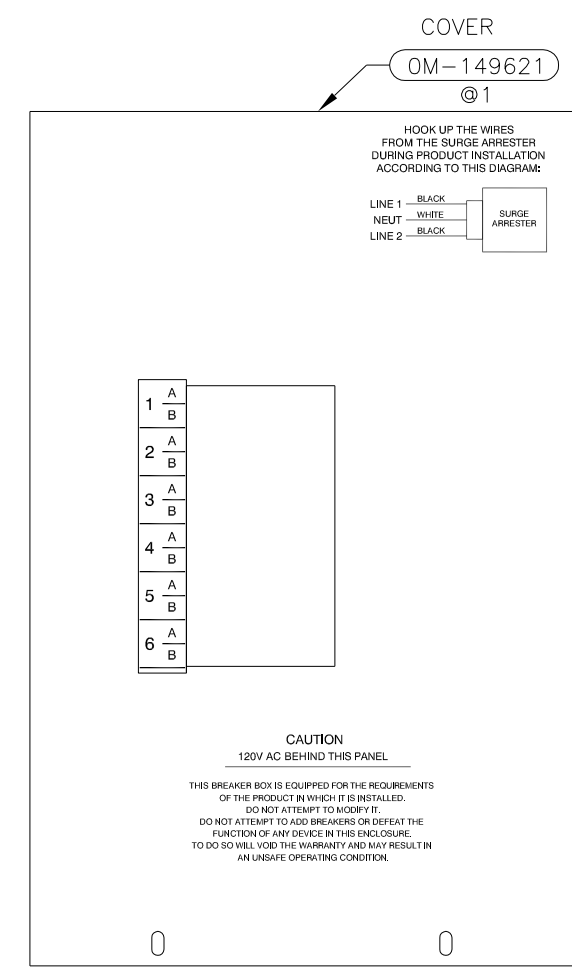 COVER
0M-149621
@1
HOOK UP THE WIRES
FROM THE SURGE ARRESTER
DURING PRODUCT INSTALLATION
ACCORDING TO THIS DIAGRAM:
LINE 1 BLACK
NEUT WHITE
LINE 2 BLACK
SURGE
ARRESTER
1 A
B
2 A
B
3 A
B
4 A
B
5 A
B
6 A
B
CAUTION
120V AC BEHIND THIS PANEL
THIS BREAKER BOX IS EQUIPPED FOR THE REQUIREMENTS
OF THE PRODUCT IN WHICH IT IS INSTALLED.
DO NOT ATTEMPT TO MODIFY IT.
DO NOT ATTEMPT TO ADD BREAKERS OR DEFEAT THE
FUNCTION OF ANY DEVICE IN THIS ENCLOSURE.
TO DO SO WILL VOID THE WARRANTY AND MAY RESULT IN
AN UNSAFE OPERATING CONDITION.